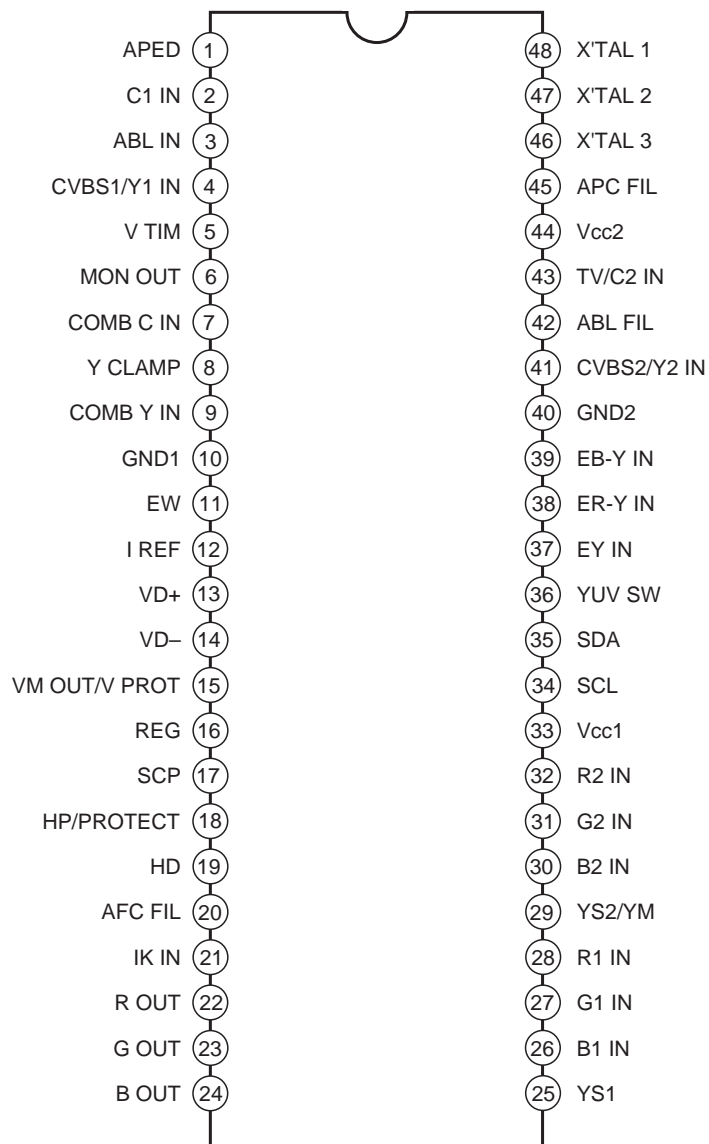 APED 1 48 X'TAL 1
C1 IN 2 47 X'TAL 2
ABL IN 3 46 X'TAL 3
CVBS1/Y1 IN 4 45 APC FIL
V TIM 5 44 Vcc2
MON OUT 6 43 TV/C2 IN
COMB C IN 7 42 ABL FIL
Y CLAMP 8 41 CVBS2/Y2 IN
COMB Y IN 9 40 GND2
GND1 10 39 EB-Y IN
EW 11 38 ER-Y IN
I REF 12 37 EY IN
VD+ 13 36 YUV SW
VD– 14 35 SDA
VM OUT/V PROT 15 34 SCL
REG 16 33 Vcc1
SCP 17 32 R2 IN
HP/PROTECT 18 31 G2 IN
HD 19 30 B2 IN
AFC FIL 20 29 YS2/YM
IK IN 21 28 R1 IN
R OUT 22 27 G1 IN
G OUT 23 26 B1 IN
B OUT 24 25 YS1